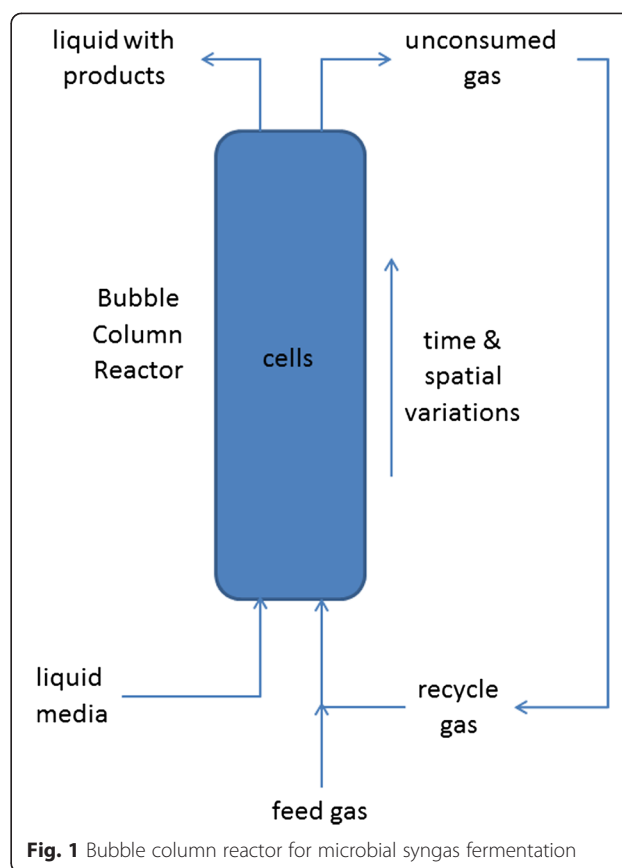 liquid with
products
unconsumed
gas
Bubble
Column
Reactor
cells
time &
spatial
variations
liquid
media
recycle
gas
feed gas
Fig. 1 Bubble column reactor for microbial syngas fermentation